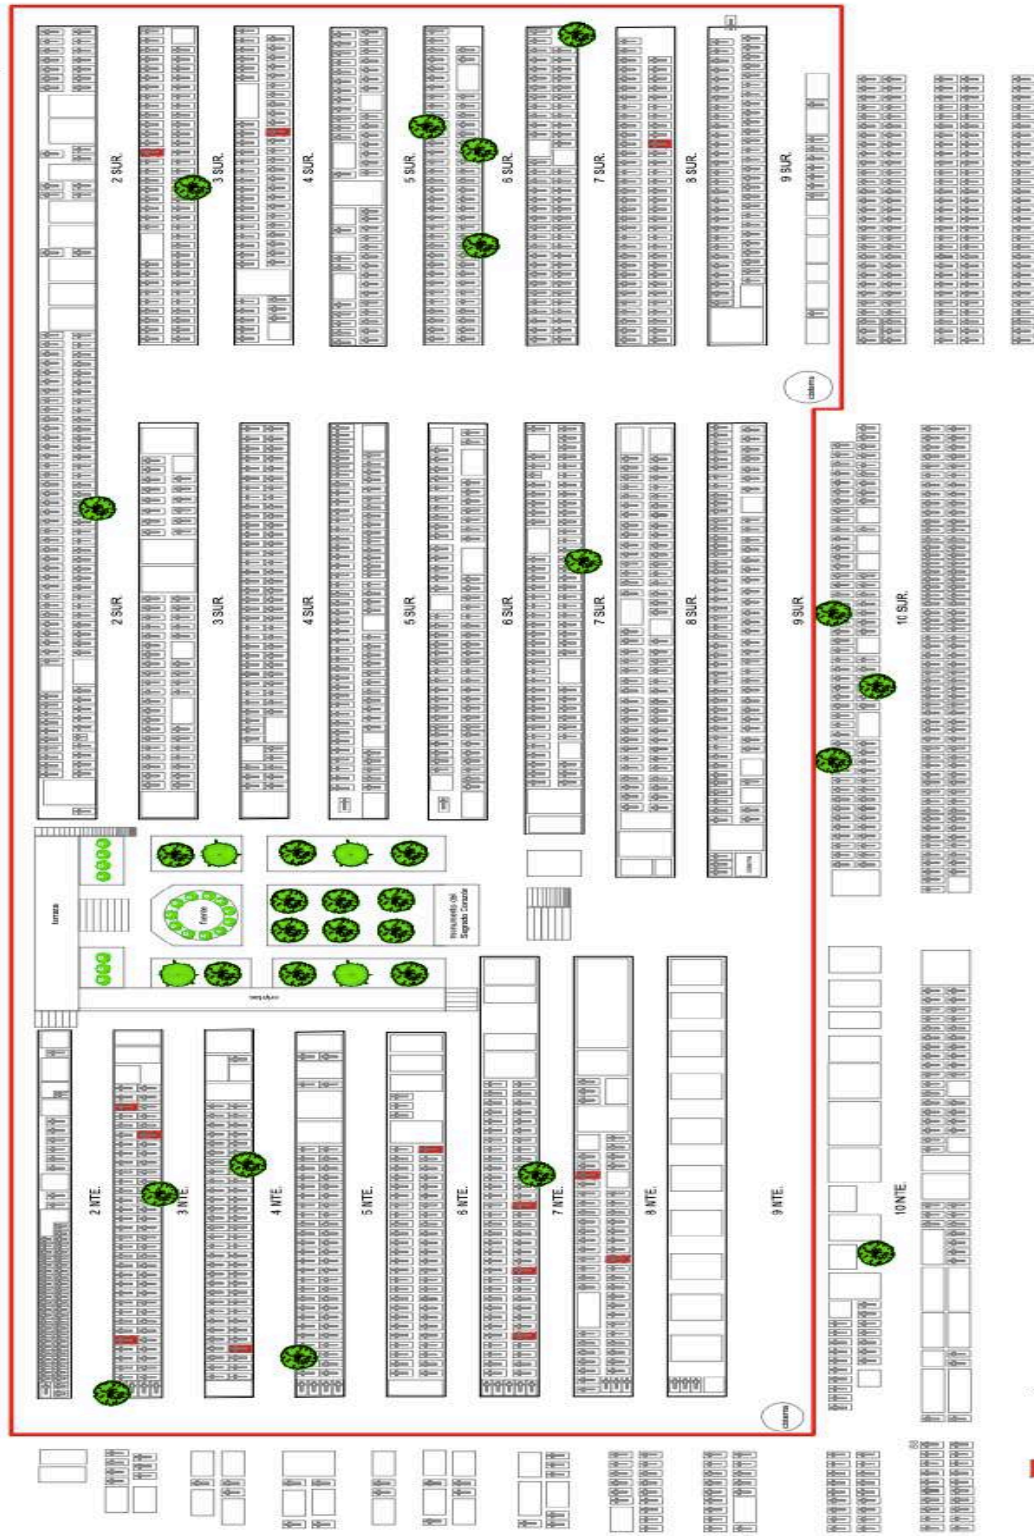 2 SUR.
3 SUR.
4 SUR.
5 SUR.
6 SUR.
7 SUR.
8 SUR.
9 SUR.
cisterna
2 SUR.
3 SUR.
4 SUR.
5 SUR.
6 SUR.
7 SUR.
8 SUR.
9 SUR
10 SUR.
cisterna
terraza
fuente
monumento del
Sagrado Corazón
2 NTE.
3 NTE.
4 NTE.
5 NTE.
6 NTE.
7 NTE.
8 NTE.
9 NTE.
10 NTE.
cisterna